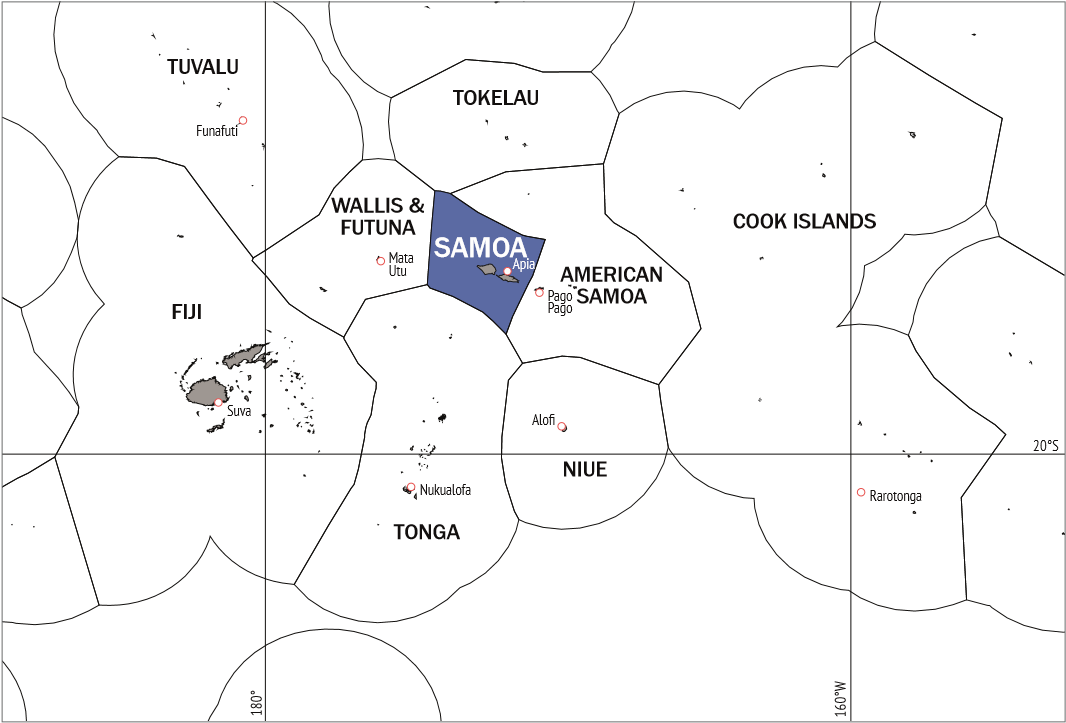 TUVALU
Funafuti
TOKELAU
WALLIS &
FUTUNA
Mata
Utu
SAMOA
Apia
AMERICAN
SAMOA
Pago
Pago
COOK ISLANDS
FIJI
Suva
Alofi
NIUE
20°S
Nukualofa
TONGA
Rarotonga
180°
160°W